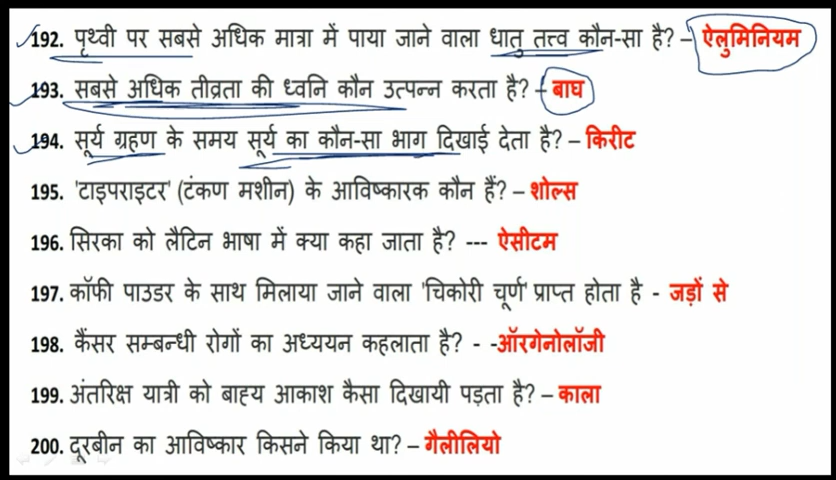 192. पृथ्वी पर सबसे अधिक मात्रा में पाया जाने वाला धातु तत्त्व कौन-सा है? – ऐलुमिनियम
193. सबसे अधिक तीव्रता की ध्वनि कौन उत्पन्न करता है? – बाघ
194. सूर्य ग्रहण के समय सूर्य का कौन-सा भाग दिखाई देता है? – किरीट
195. 'टाइपराइटर' (टंकण मशीन) के आविष्कारक कौन हैं? – शोल्स
196. सिरका को लैटिन भाषा में क्या कहा जाता है? --- ऐसीटम
197. कॉफी पाउडर के साथ मिलाया जाने वाला 'चिकोरी चूर्ण' प्राप्त होता है - जड़ों से
198. कैंसर सम्बन्धी रोगों का अध्ययन कहलाता है? - -ऑरगेनोलॉजी
199. अंतरिक्ष यात्री को बाह्य आकाश कैसा दिखायी पड़ता है? – काला
200. दूरबीन का आविष्कार किसने किया था? – गैलीलियो